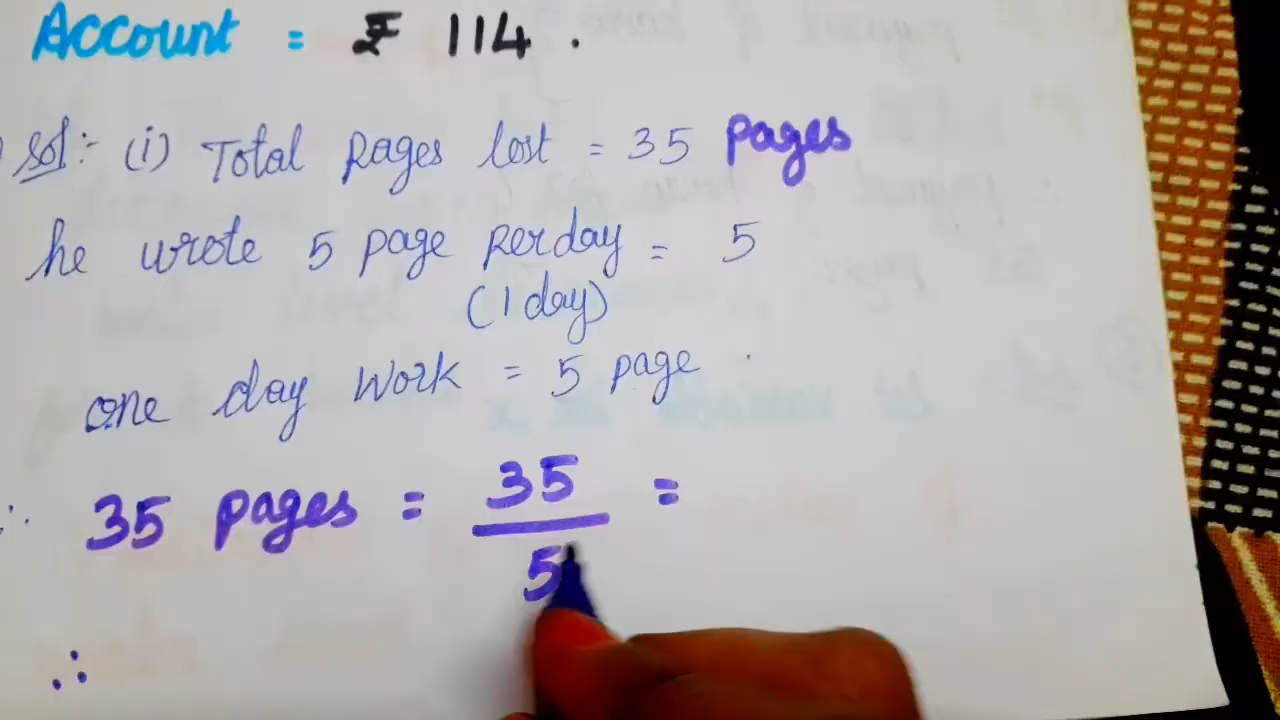 Account = ₹ 114 .
Sol:- (i) Total Pages lost = 35 pages
he wrote 5 page Perday = 5
(1 day)
one day work = 5 page
∴ 35 pages = 35/5 =
∴